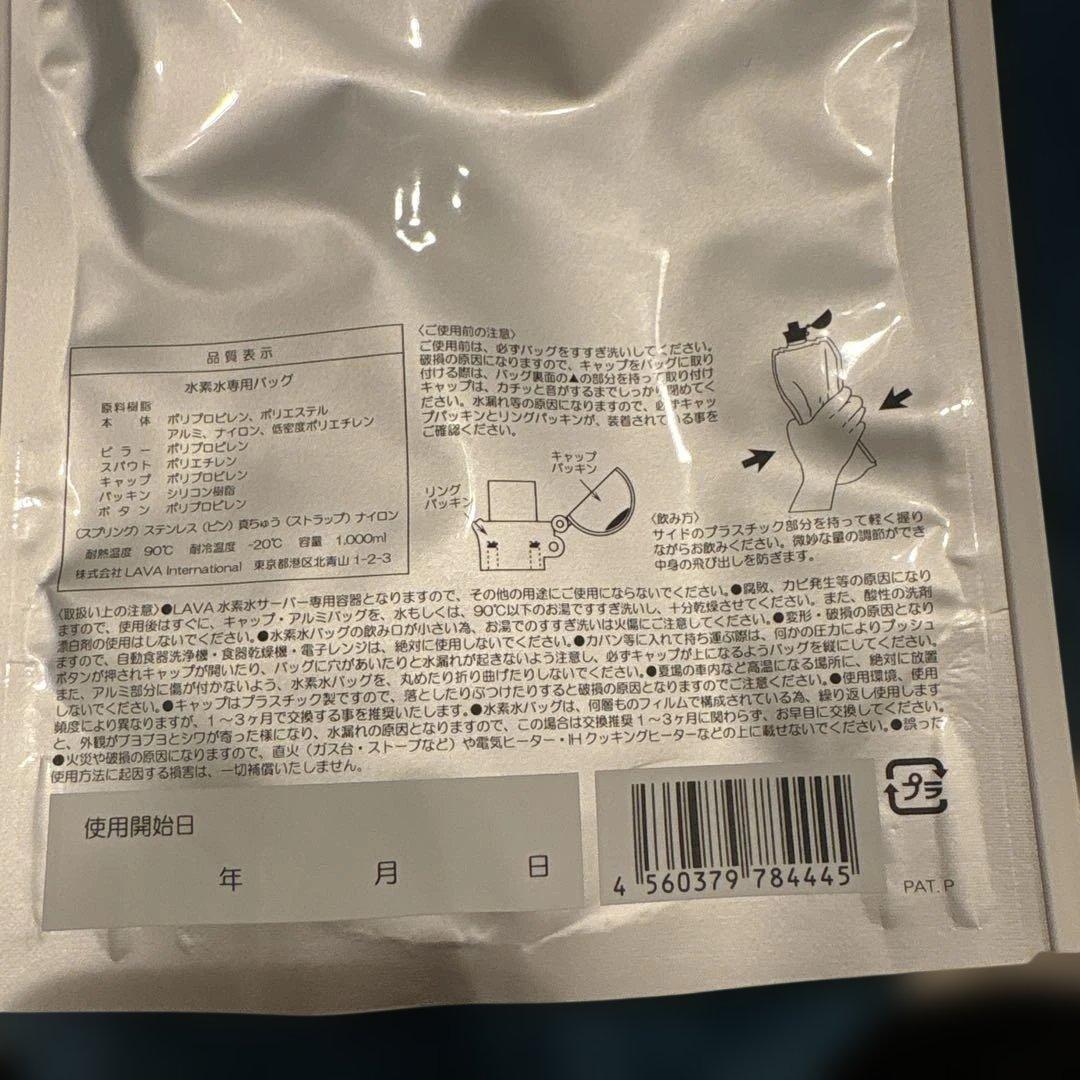 品質表示
水素水専用バッグ
原料樹脂
本体 ポリプロピレン、ポリエステル
アルミ、ナイロン、低密度ポリエチレン
ピラー ポリプロピレン
スパウト ポリエチレン
キャップ ポリプロピレン
パッキン シリコン樹脂
ボタン ポリプロピレン
(スプリング) ステンレス (ピン) 真ちゅう (ストラップ) ナイロン
耐熱温度 90℃ 耐冷温度 -20℃ 容量 1,000ml
株式会社 LAVA International 東京都港区北青山 1-2-3
〈ご使用前の注意〉
ご使用前は、必ずバッグをすすぎ洗いしてください。
破損の原因になりますので、キャップをバッグに取り
付ける際は、バッグ裏面の▲の部分を持って取り付け
キャップは、カチッと音がするまでしっかり閉めてく
ださい。水漏れ等の原因になりますので、必ずキャッ
プパッキンとリングパッキンが、装着されている事を
ご確認ください。
キャップ
パッキン
リング
パッキン
〈飲み方〉
サイドのプラスチック部分を持って軽く握り
ながらお飲みください。微妙な量の調節ができ
中身の飛び出しを防ぎます。
〈取扱い上の注意〉●LAVA 水素水サーバー専用容器となりますので、その他の用途にご使用にならないでください。●腐敗、カビ発生等の原因になり
ますので、使用後はすぐに、キャップ・アルミバッグを、水もしくは、90℃以下のお湯ですすぎ洗いし、十分乾燥させてください。また、酸性の洗剤
漂白剤の使用はしないでください。●水素水バッグの飲み口が小さい為、お湯でのすすぎ洗いは火傷にご注意してください。●変形・破損の原因となり
ますので、自動食器洗浄機・食器乾燥機・電子レンジは、絶対に使用しないでください。●カバン等に入れて持ち運ぶ際は、何かの圧力によりプッシュ
ボタンが押されキャップが開いたり、バッグに穴があいたりと水漏れが起きないよう注意し、必ずキャップが上になるようバッグを縦にしてください。
また、アルミ部分に傷が付かないよう、水素水バッグを、丸めたり折り曲げたりしないでください。●夏場の車内など高温になる場所に、絶対に放置
しないでください。●キャップはプラスチック製ですので、落としたりぶつけたりすると破損の原因となりますのでご注意ください。●使用環境、使用
頻度により異なりますが、1～3ヶ月で交換する事を推奨いたします。●水素水バッグは、何層ものフィルムで構成されている為、繰り返し使用します
と、外観がブヨブヨとシワが寄った様になり、水漏れの原因となりますので、この場合は交換推奨 1～3ヶ月に関わらず、お早目に交換してください。
●火災や破損の原因になりますので、直火（ガス台・ストーブなど）や電気ヒーター・IHクッキングヒーターなどの上に載せないでください。●誤った
使用方法に起因する損害は、一切補償いたしません。
使用開始日
年 月 日
4 560379 784445
プラ
PAT. P